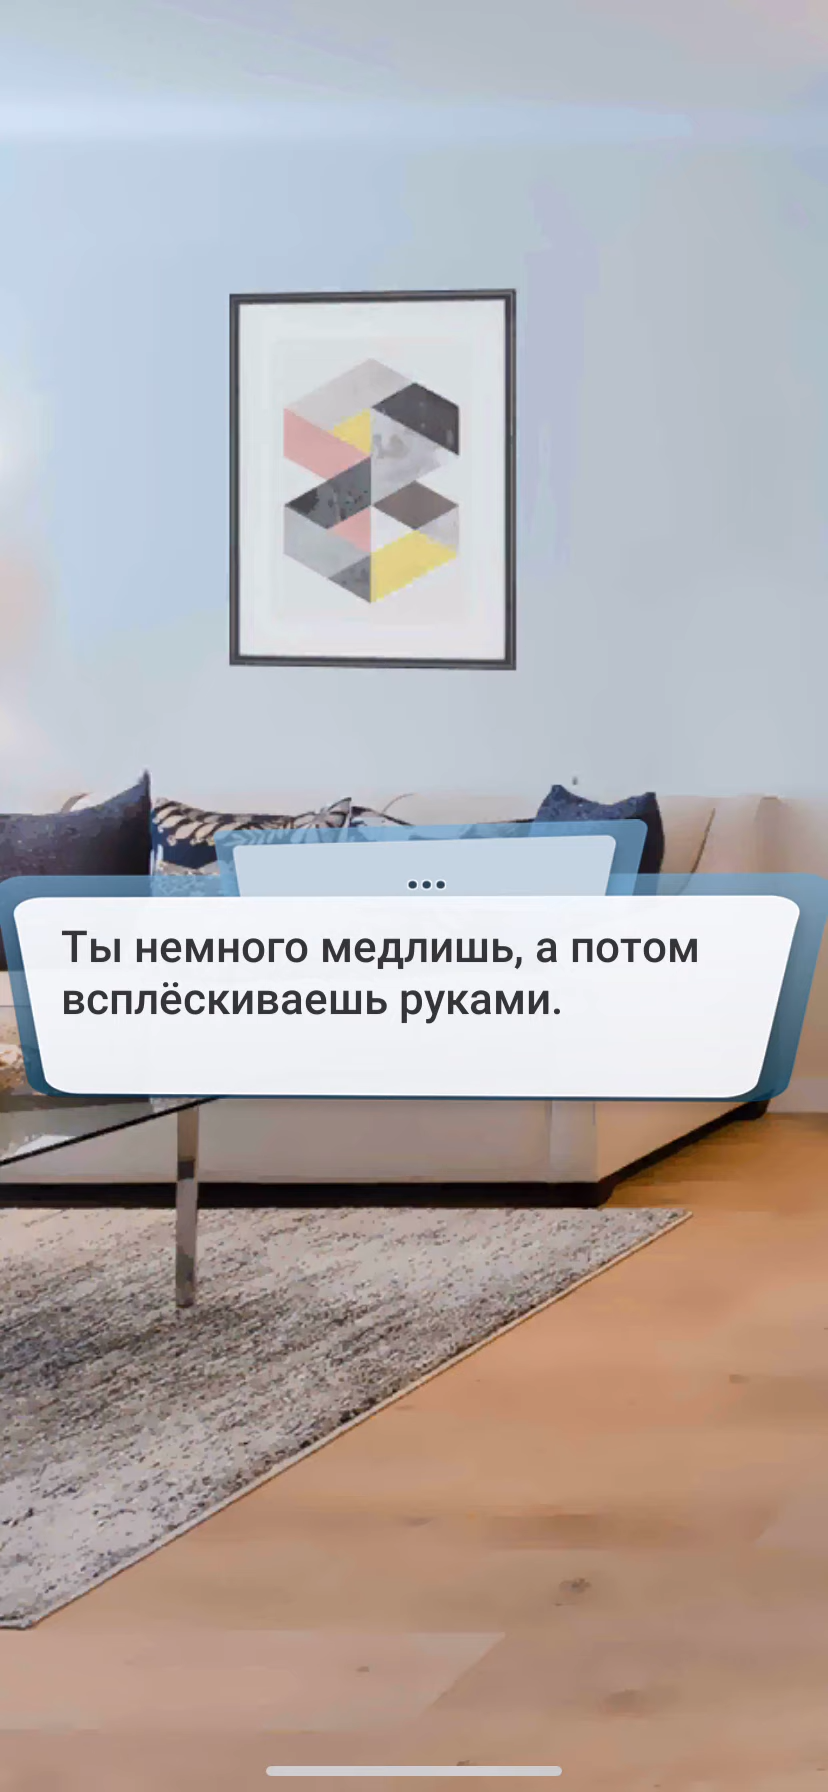 ...
Ты немного медлишь, а потом
всплёскиваешь руками.